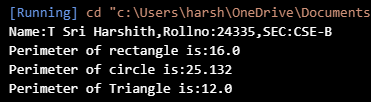 [Running] cd "c:\Users\harsh\OneDrive\Documents
Name:T Sri Harshith,Rollno:24335,SEC:CSE-B
Perimeter of rectangle is:16.0
Perimeter of circle is:25.132
Perimeter of Triangle is:12.0